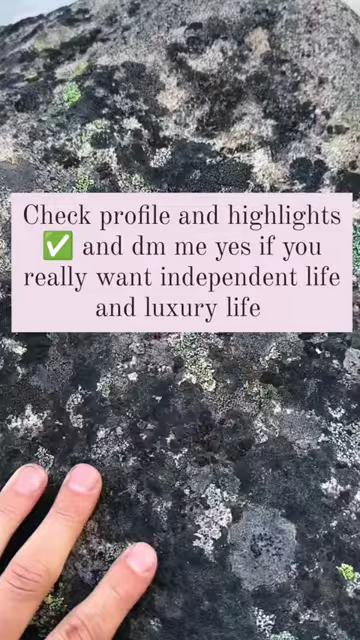 Check profile and highlights
✅ and dm me yes if you
really want independent life
and luxury life